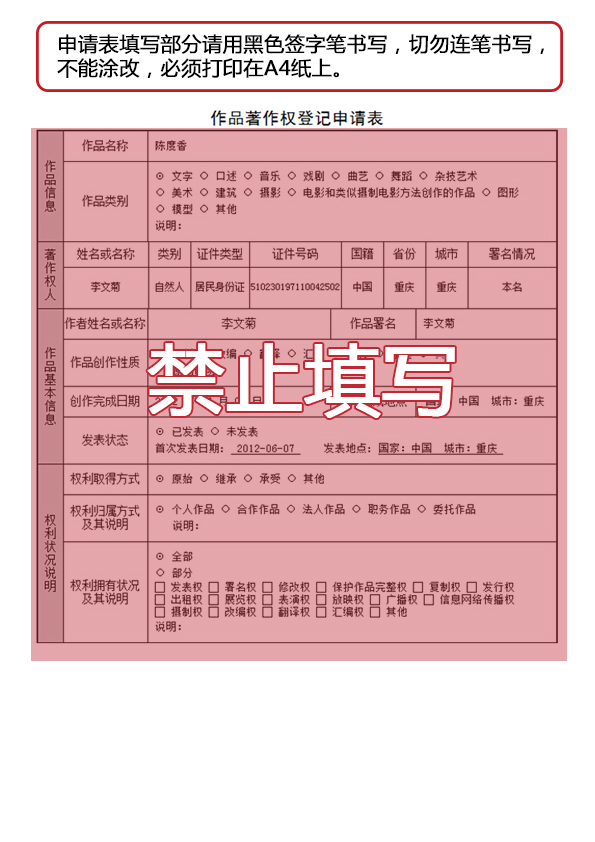 申请表填写部分请用黑色签字笔书写，切勿连笔书写，
不能涂改，必须打印在A4纸上。
作品著作权登记申请表
作品信息
作品名称 陈度香
作品类别
文字 口述 音乐 戏剧 曲艺 舞蹈 杂技艺术
美术 建筑 摄影 电影和类似摄制电影方法创作的作品 图形
模型 其他
说明:
著作权人
姓名或名称 类别 证件类型 证件号码 国籍 省份 城市 署名情况
李文菊 自然人 居民身份证 510230197110042502 中国 重庆 重庆 本名
作品基本信息
作者姓名或名称 李文菊 作品署名 李文菊
作品创作性质
禁止填写
创作完成日期 中国 城市：重庆
发表状态
已发表 未发表
首次发表日期: 2012-06-07 发表地点: 国家: 中国 城市: 重庆
权利状况说明
权利取得方式 原始 继承 承受 其他
权利归属方式及其说明
个人作品 合作作品 法人作品 职务作品 委托作品
说明:
权利拥有状况及其说明
全部
部分
发表权 署名权 修改权 保护作品完整权 复制权 发行权
出租权 展览权 表演权 放映权 广播权 信息网络传播权
摄制权 改编权 翻译权 汇编权 其他
说明: